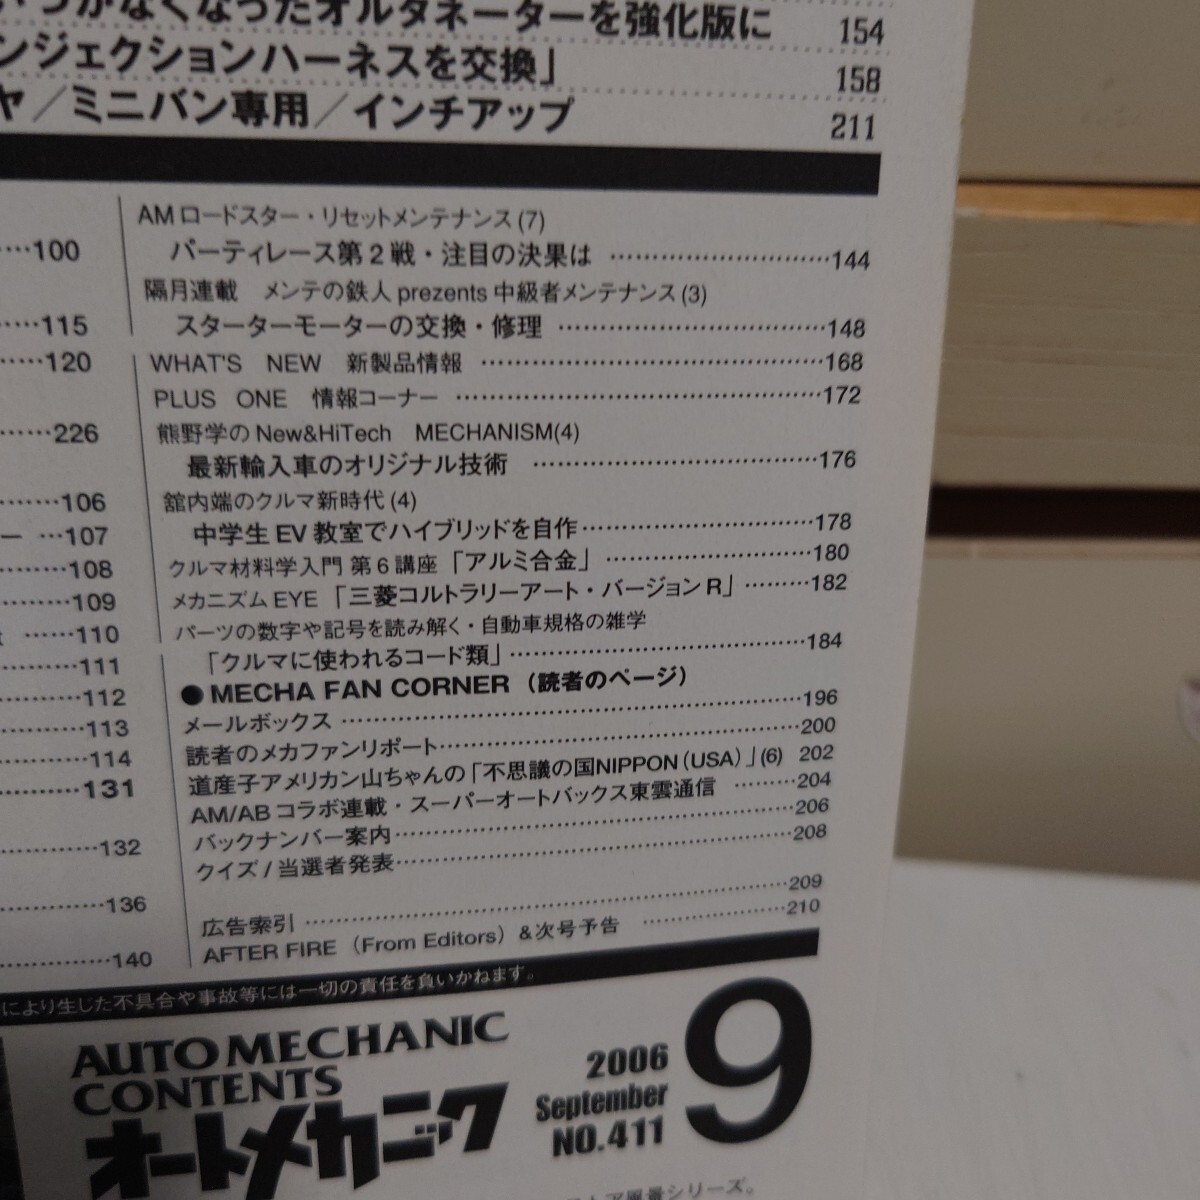 つかなくなったオルタネーターを強化版に 154
ンジェクションハーネスを交換」 158
ヤ／ミニバン専用／インチアップ 211
…100
…115
…120
…226
…106
ー …107
…108
…109
…110
…111
…112
…113
…114
…131
…132
…136
…140
AMロードスター・リセットメンテナンス(7)
パーティレース第2戦・注目の決果は …144
隔月連載　メンテの鉄人prezents中級者メンテナンス(3)
スターターモーターの交換・修理 …148
WHAT'S　NEW　新製品情報 …168
PLUS　ONE　情報コーナー …172
熊野学のNew&HiTech　MECHANISM(4)
最新輸入車のオリジナル技術 …176
舘内端のクルマ新時代(4)
中学生EV教室でハイブリッドを自作…178
クルマ材料学入門 第6講座「アルミ合金」 …180
メカニズムEYE「三菱コルトラリーアート・バージョンR」 …182
パーツの数字や記号を読み解く・自動車規格の雑学
「クルマに使われるコード類」…184
● MECHA FAN CORNER（読者のページ）
メールボックス …196
読者のメカファンリポート…200
道産子アメリカン山ちゃんの「不思議の国NIPPON（USA）」(6) 202
AM/ABコラボ連載・スーパーオートバックス東雲通信 …204
バックナンバー案内…206
クイズ/当選者発表…208
広告索引…209
AFTER FIRE（From Editors）&次号予告 …210
により生じた不具合や事故等には一切の責任を負いかねます。
AUTO MECHANIC
CONTENTS
オートメカニック
2006
September
NO.411
9
風景シリーズ。